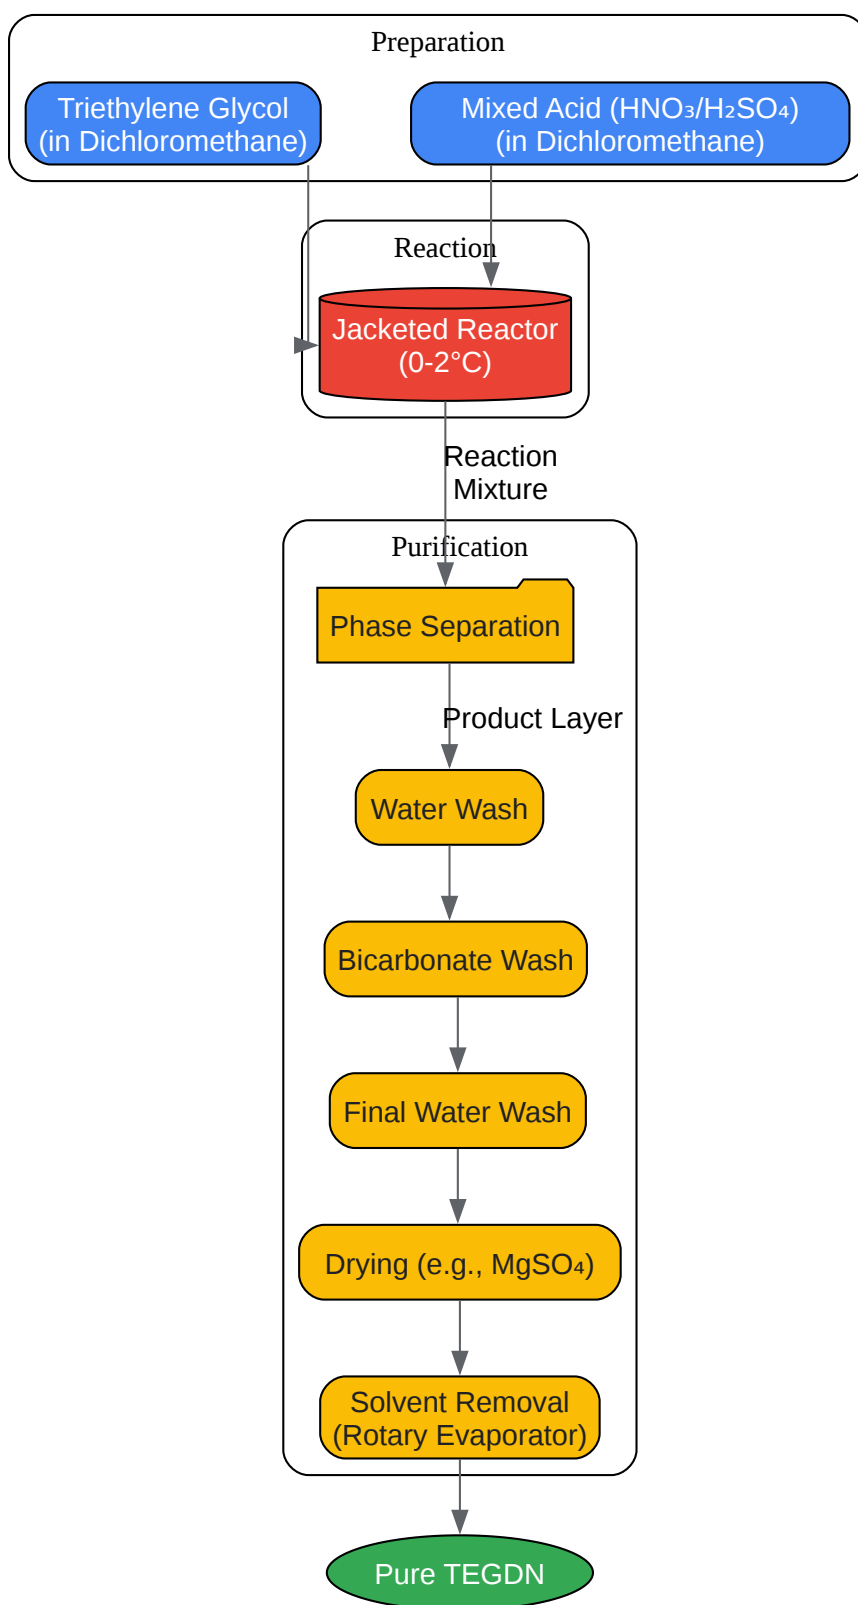 Preparation
Triethylene Glycol
(in Dichloromethane)
Mixed Acid (HNO₃/H₂SO₄)
(in Dichloromethane)
Reaction
Jacketed Reactor
(0-2°C)
Reaction
Mixture
Purification
Phase Separation
Product Layer
Water Wash
Bicarbonate Wash
Final Water Wash
Drying (e.g., MgSO₄)
Solvent Removal
(Rotary Evaporator)
Pure TEGDN